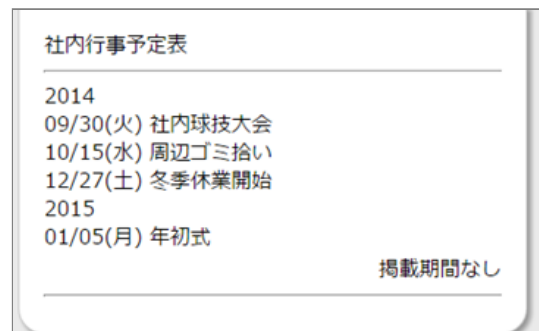 社内行事予定表
2014
09/30(火) 社内球技大会
10/15(水) 周辺ゴミ拾い
12/27(土) 冬季休業開始
2015
01/05(月) 年初式
掲載期間なし